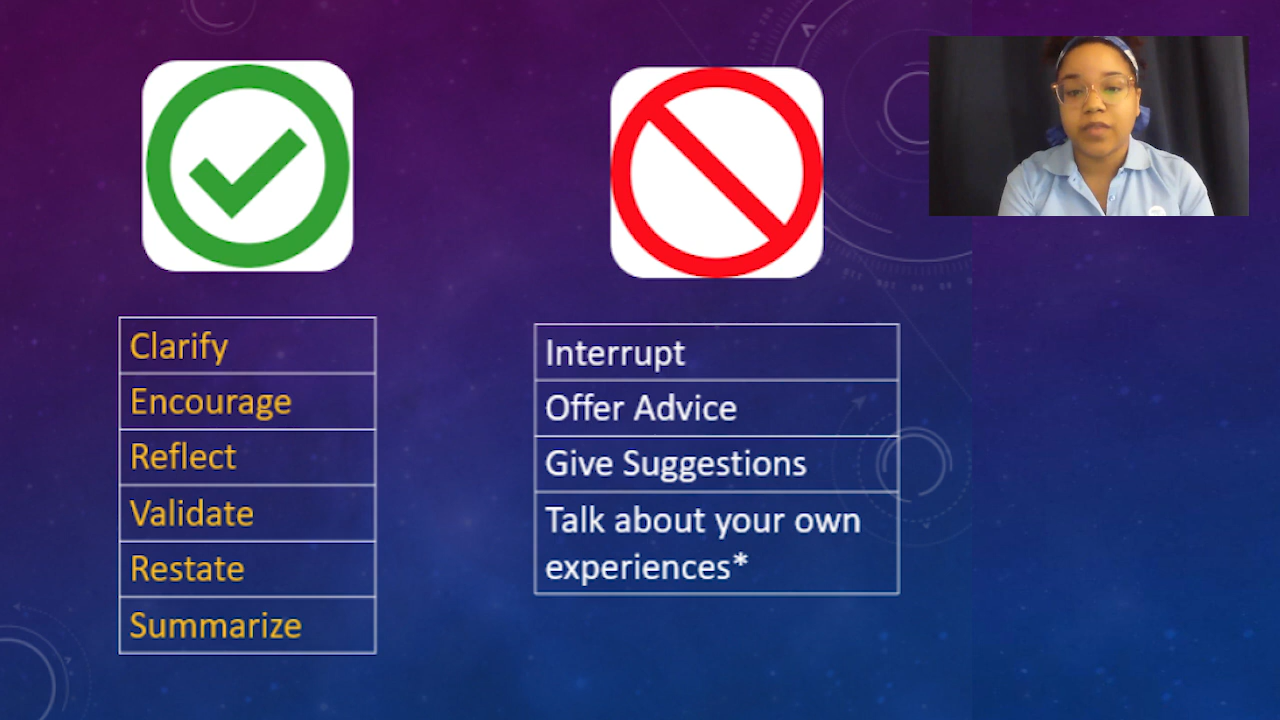 Clarify
Encourage
Reflect
Validate
Restate
Summarize
Interrupt
Offer Advice
Give Suggestions
Talk about your own
experiences*